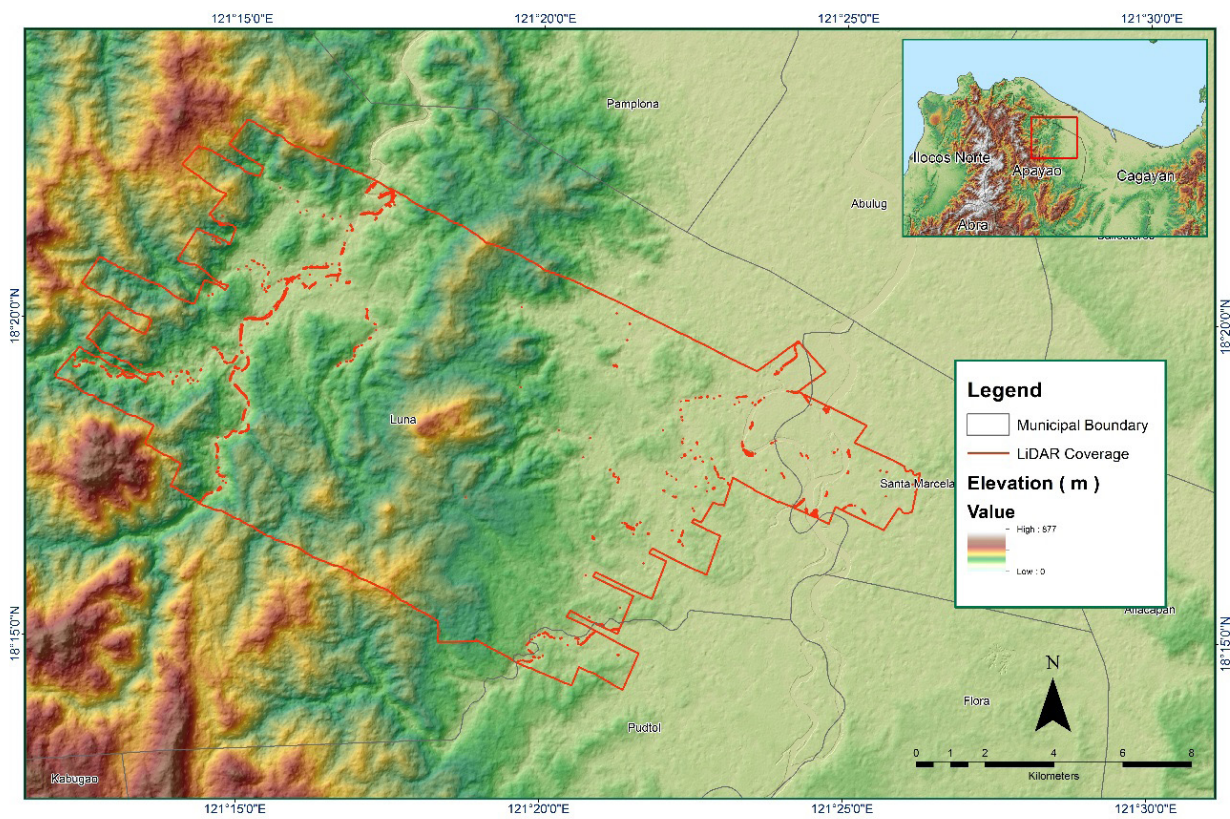 121°15'0"E
121°20'0"E
121°25'0"E
121°30'0"E
Pamplona
Abulug
Ilocos Norte
Apayao
Cagayan
Abra
18°20'0"N
18°20'0"N
Luna
Santa Marcela
Legend
Municipal Boundary
LiDAR Coverage
Elevation ( m )
Value
High : 877
Low : 0
18°15'0"N
18°15'0"N
N
Flora
Pudtol
Kabugao
0 1 2 4 6 8
Kilometers
121°15'0"E
121°20'0"E
121°25'0"E
121°30'0"E